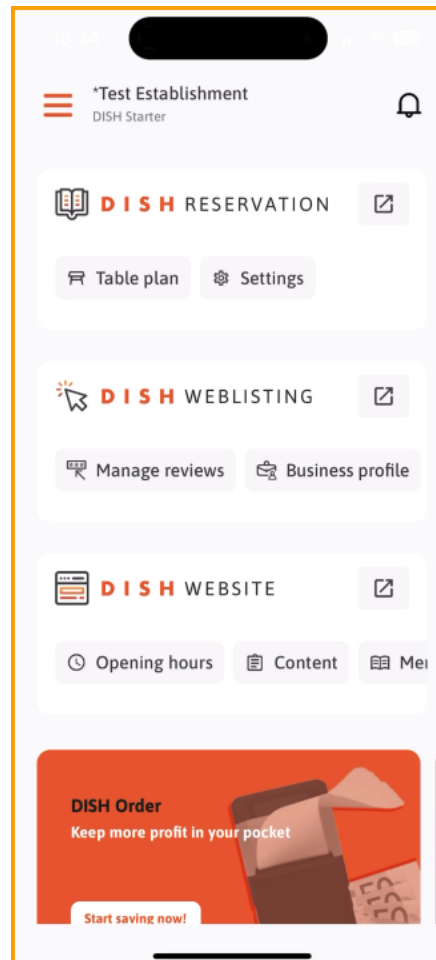 *Test Establishment
DISH Starter
DISH RESERVATION
Table plan
Settings
DISH WEBLISTING
Manage reviews
Business profile
DISH WEBSITE
Opening hours
Content
DISH Order
Keep more profit in your pocket
Start saving now!